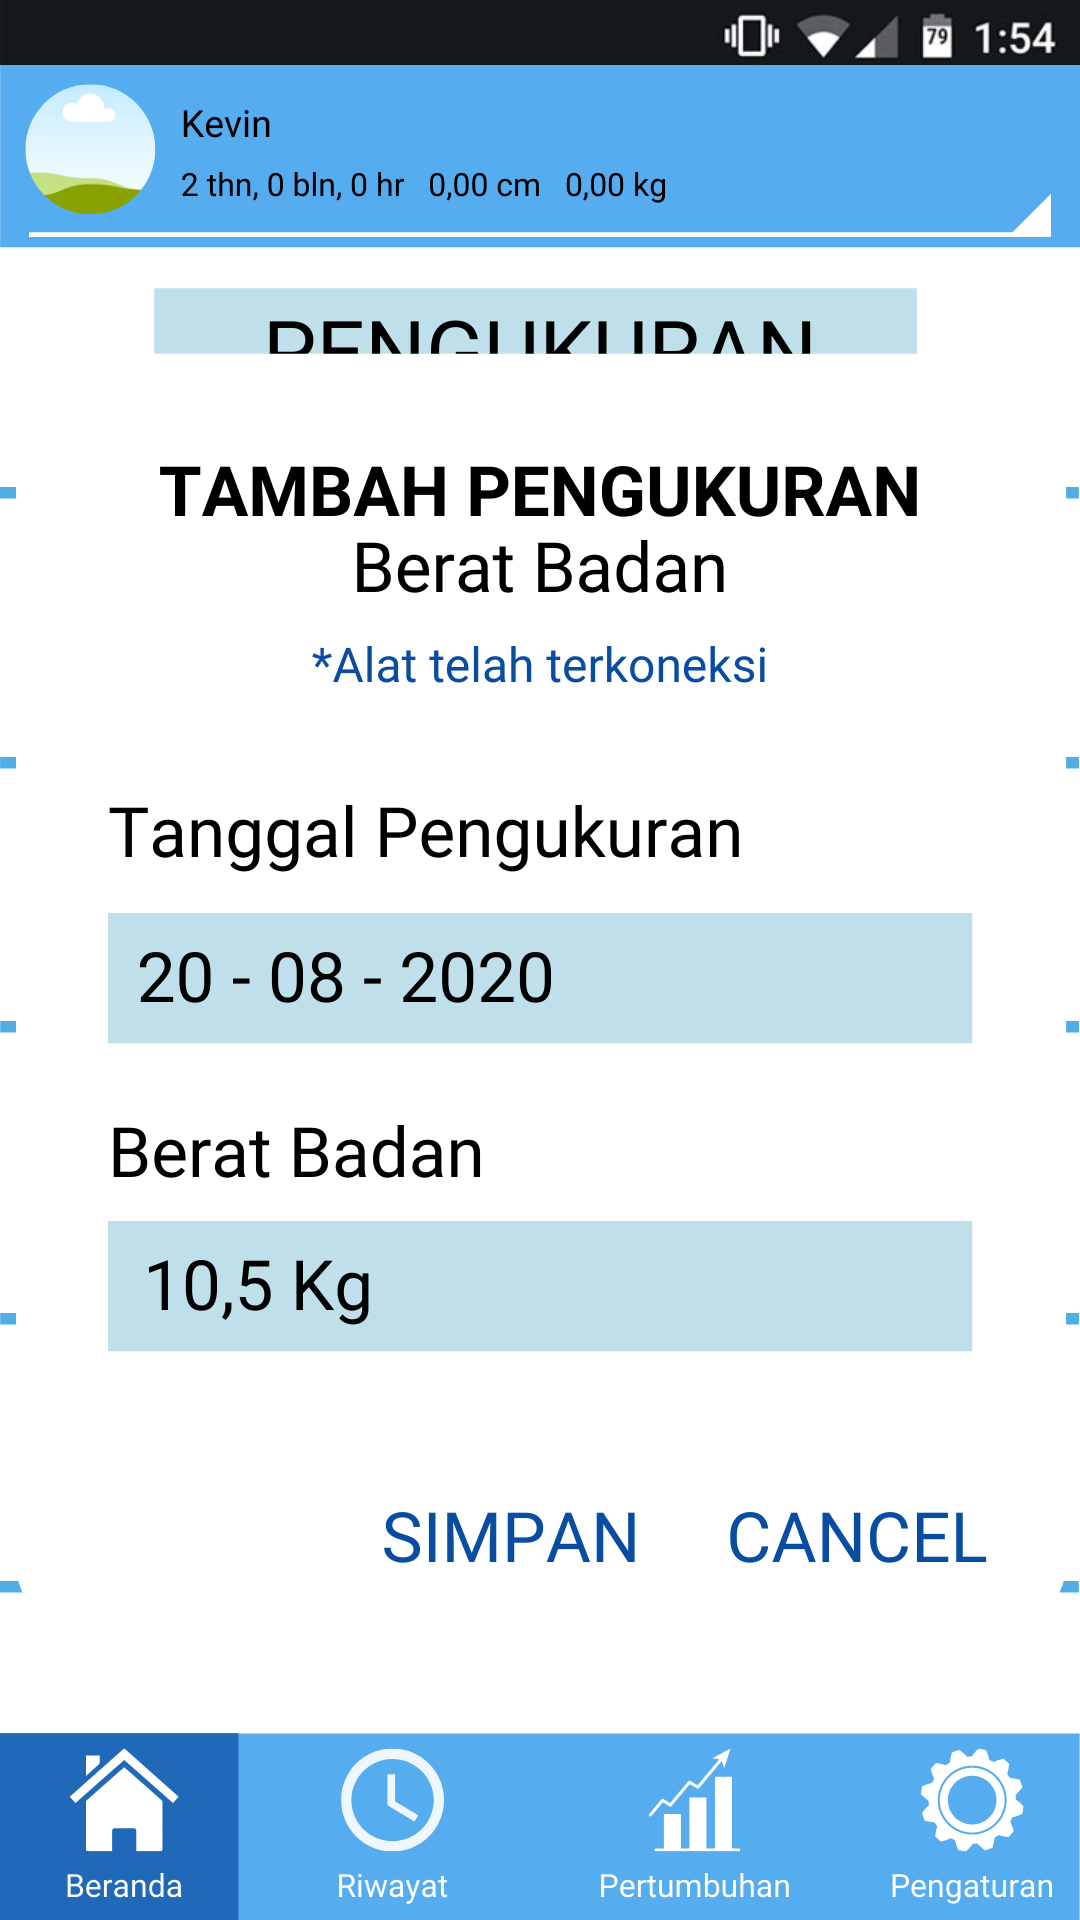 79 1:54
Kevin
2 thn, 0 bln, 0 hr 0,00 cm 0,00 kg
PENGUKURAN
TAMBAH PENGUKURAN
Berat Badan
*Alat telah terkoneksi
Tanggal Pengukuran
20 - 08 - 2020
Berat Badan
10,5 Kg
SIMPAN CANCEL
Beranda Riwayat Pertumbuhan Pengaturan